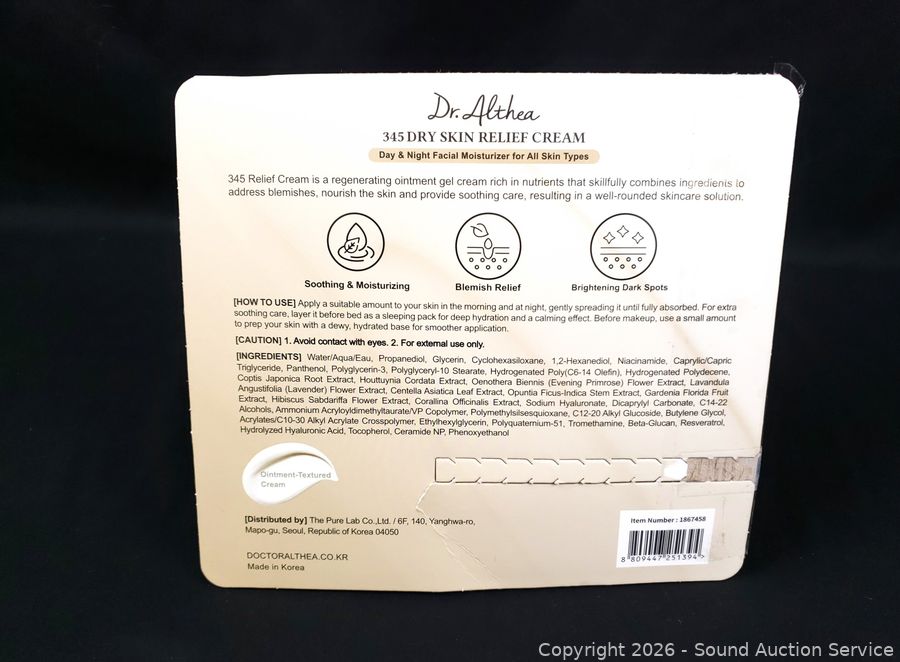 Dr. Althea
345 DRY SKIN RELIEF CREAM
Day & Night Facial Moisturizer for All Skin Types
345 Relief Cream is a regenerating ointment gel cream rich in nutrients that skillfully combines ingredients to
address blemishes, nourish the skin and provide soothing care, resulting in a well-rounded skincare solution.
Soothing & Moisturizing
Blemish Relief
Brightening Dark Spots
[HOW TO USE] Apply a suitable amount to your skin in the morning and at night, gently spreading it until fully absorbed. For extra
soothing care, layer it before bed as a sleeping pack for deep hydration and a calming effect. Before makeup, use a small amount
to prep your skin with a dewy, hydrated base for smoother application.
[CAUTION] 1. Avoid contact with eyes. 2. For external use only.
[INGREDIENTS] Water/Aqua/Eau, Propanediol, Glycerin, Cyclohexasiloxane, 1,2-Hexanediol, Niacinamide, Caprylic/Capric
Triglyceride, Panthenol, Polyglycerin-3, Polyglyceryl-10 Stearate, Hydrogenated Poly(C6-14 Olefin), Hydrogenated Polydecene,
Coptis Japonica Root Extract, Houttuynia Cordata Extract, Oenothera Biennis (Evening Primrose) Flower Extract, Lavandula
Angustifolia (Lavender) Flower Extract, Centella Asiatica Leaf Extract, Opuntia Ficus-Indica Stem Extract, Gardenia Florida Fruit
Extract, Hibiscus Sabdariffa Flower Extract, Corallina Officinalis Extract, Sodium Hyaluronate, Dicaprylyl Carbonate, C14-22
Alcohols, Ammonium Acryloyldimethyltaurate/VP Copolymer, Polymethylsilsesquioxane, C12-20 Alkyl Glucoside, Butylene Glycol,
Acrylates/C10-30 Alkyl Acrylate Crosspolymer, Ethylhexylglycerin, Polyquaternium-51, Tromethamine, Beta-Glucan, Resveratrol,
Hydrolyzed Hyaluronic Acid, Tocopherol, Ceramide NP, Phenoxyethanol
Ointment-Textured
Cream
[Distributed by] The Pure Lab Co.,Ltd. / 6F, 140, Yanghwa-ro,
Mapo-gu, Seoul, Republic of Korea 04050
DOCTORALTHEA.CO.KR
Made in Korea
Item Number : 1867458
8 809447 251394 >
Copyright 2026 - Sound Auction Service